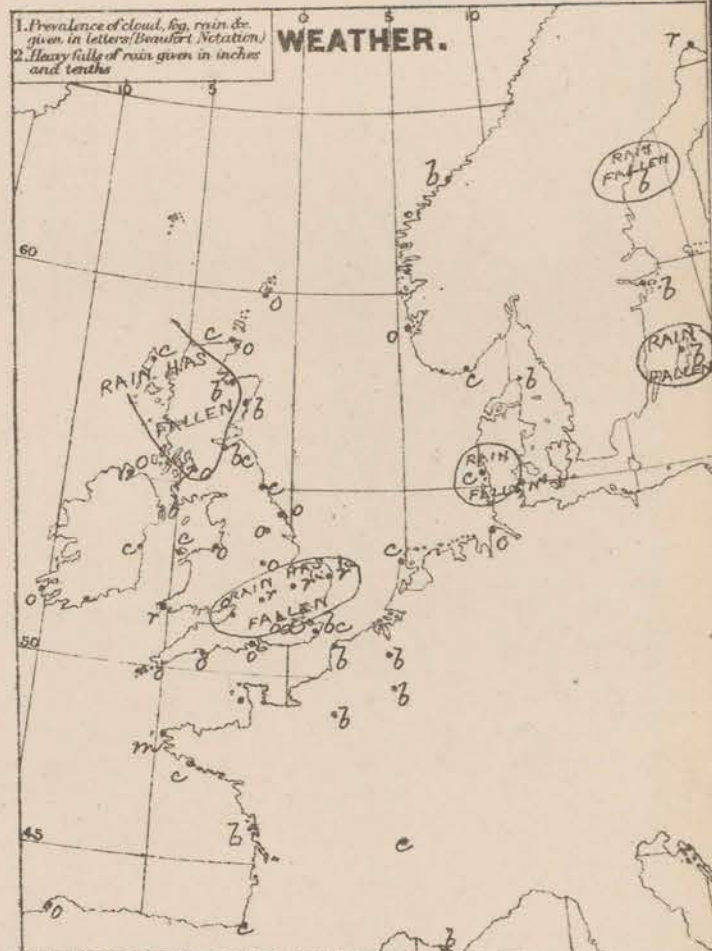 1. Prevalence of cloud, fog, rain &c.
given in letters (Beaufort Notation)
2. Heavy falls of rain given in inches
and tenths
WEATHER.
0
10
10
5
r
RAIN
FALLEN
b
b
60
b
o
o
c
c
o
RAIN
FALLEN
b
RAIN HAS
FALLEN
b
b
c
b
bc
RAIN
c
FALLEN
o
o
c
o
o
c
c
o
o
c
o
o
RAIN HAS
r
r
r
o
r
FALLEN
bc
50
o
o
o
b
b
b
b
m
c
b
45
c
o
c
b